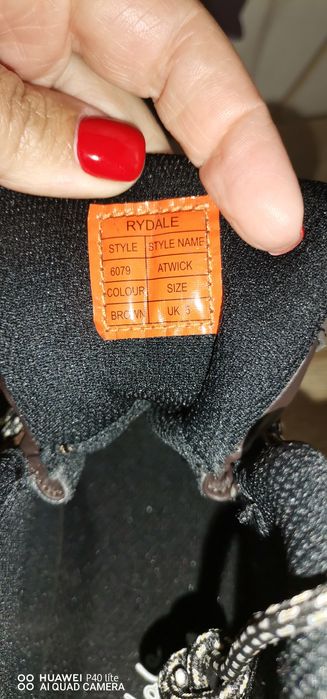 RYDALE
STYLE STYLE NAME
6079 ATWICK
COLOUR SIZE
BROWN UK 5
HUAWEI P40 lite
AI QUAD CAMERA